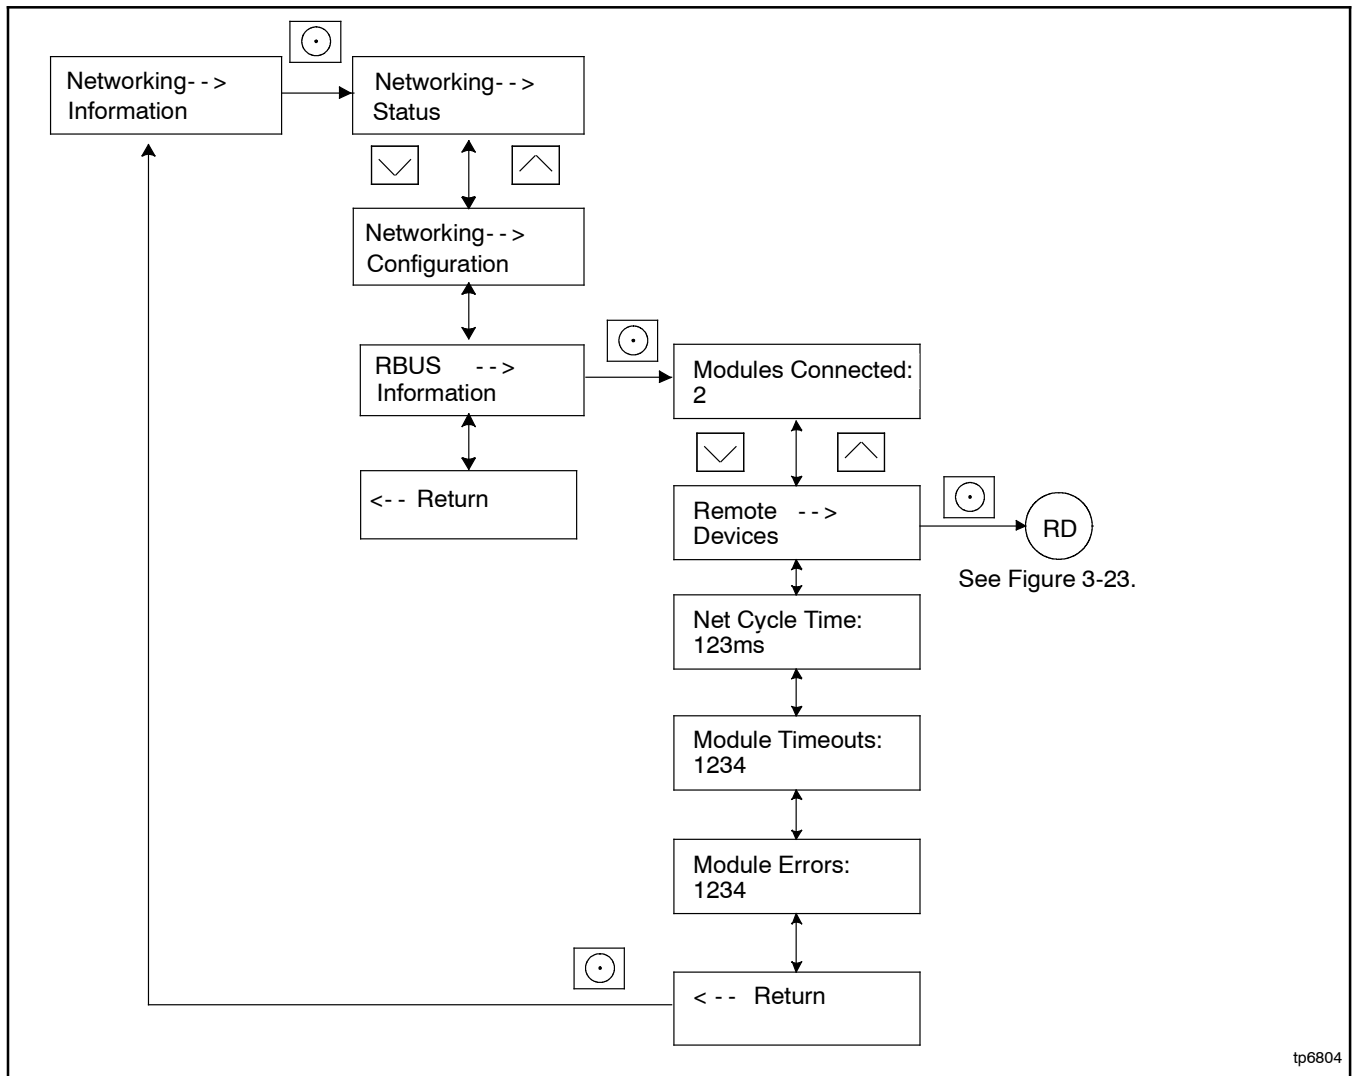 Networking- - >
Information
Networking- - >
Status
Networking- - >
Configuration
RBUS - - >
Information
<- - Return
Modules Connected:
2
Remote - - >
Devices
RD
See Figure 3-23.
Net Cycle Time:
123ms
Module Timeouts:
1234
Module Errors:
1234
< - - Return
tp6804